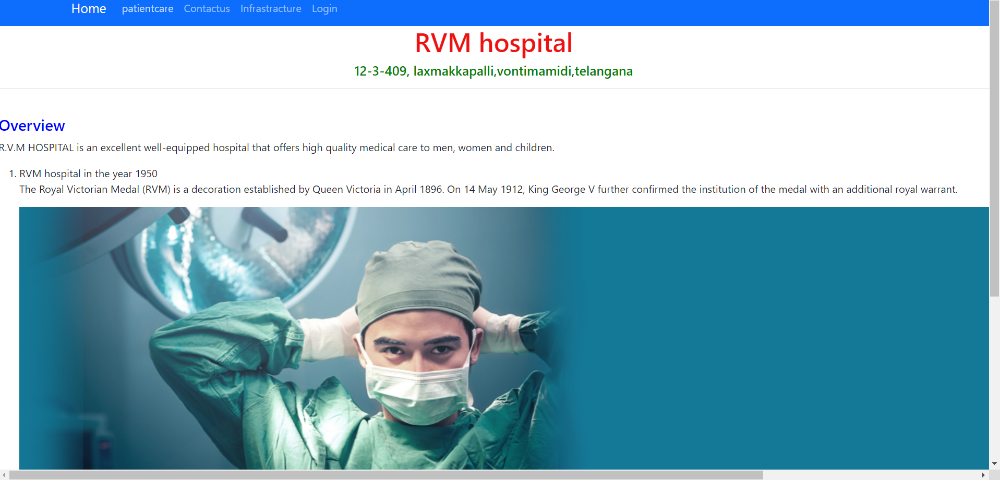 Home patientcare Contactus Infrastracture Login
RVM hospital
12-3-409, laxmakkapalli,vontimamidi,telangana
Overview
R.V.M HOSPITAL is an excellent well-equipped hospital that offers high quality medical care to men, women and children.
1. RVM hospital in the year 1950
The Royal Victorian Medal (RVM) is a decoration established by Queen Victoria in April 1896. On 14 May 1912, King George V further confirmed the institution of the medal with an additional royal warrant.